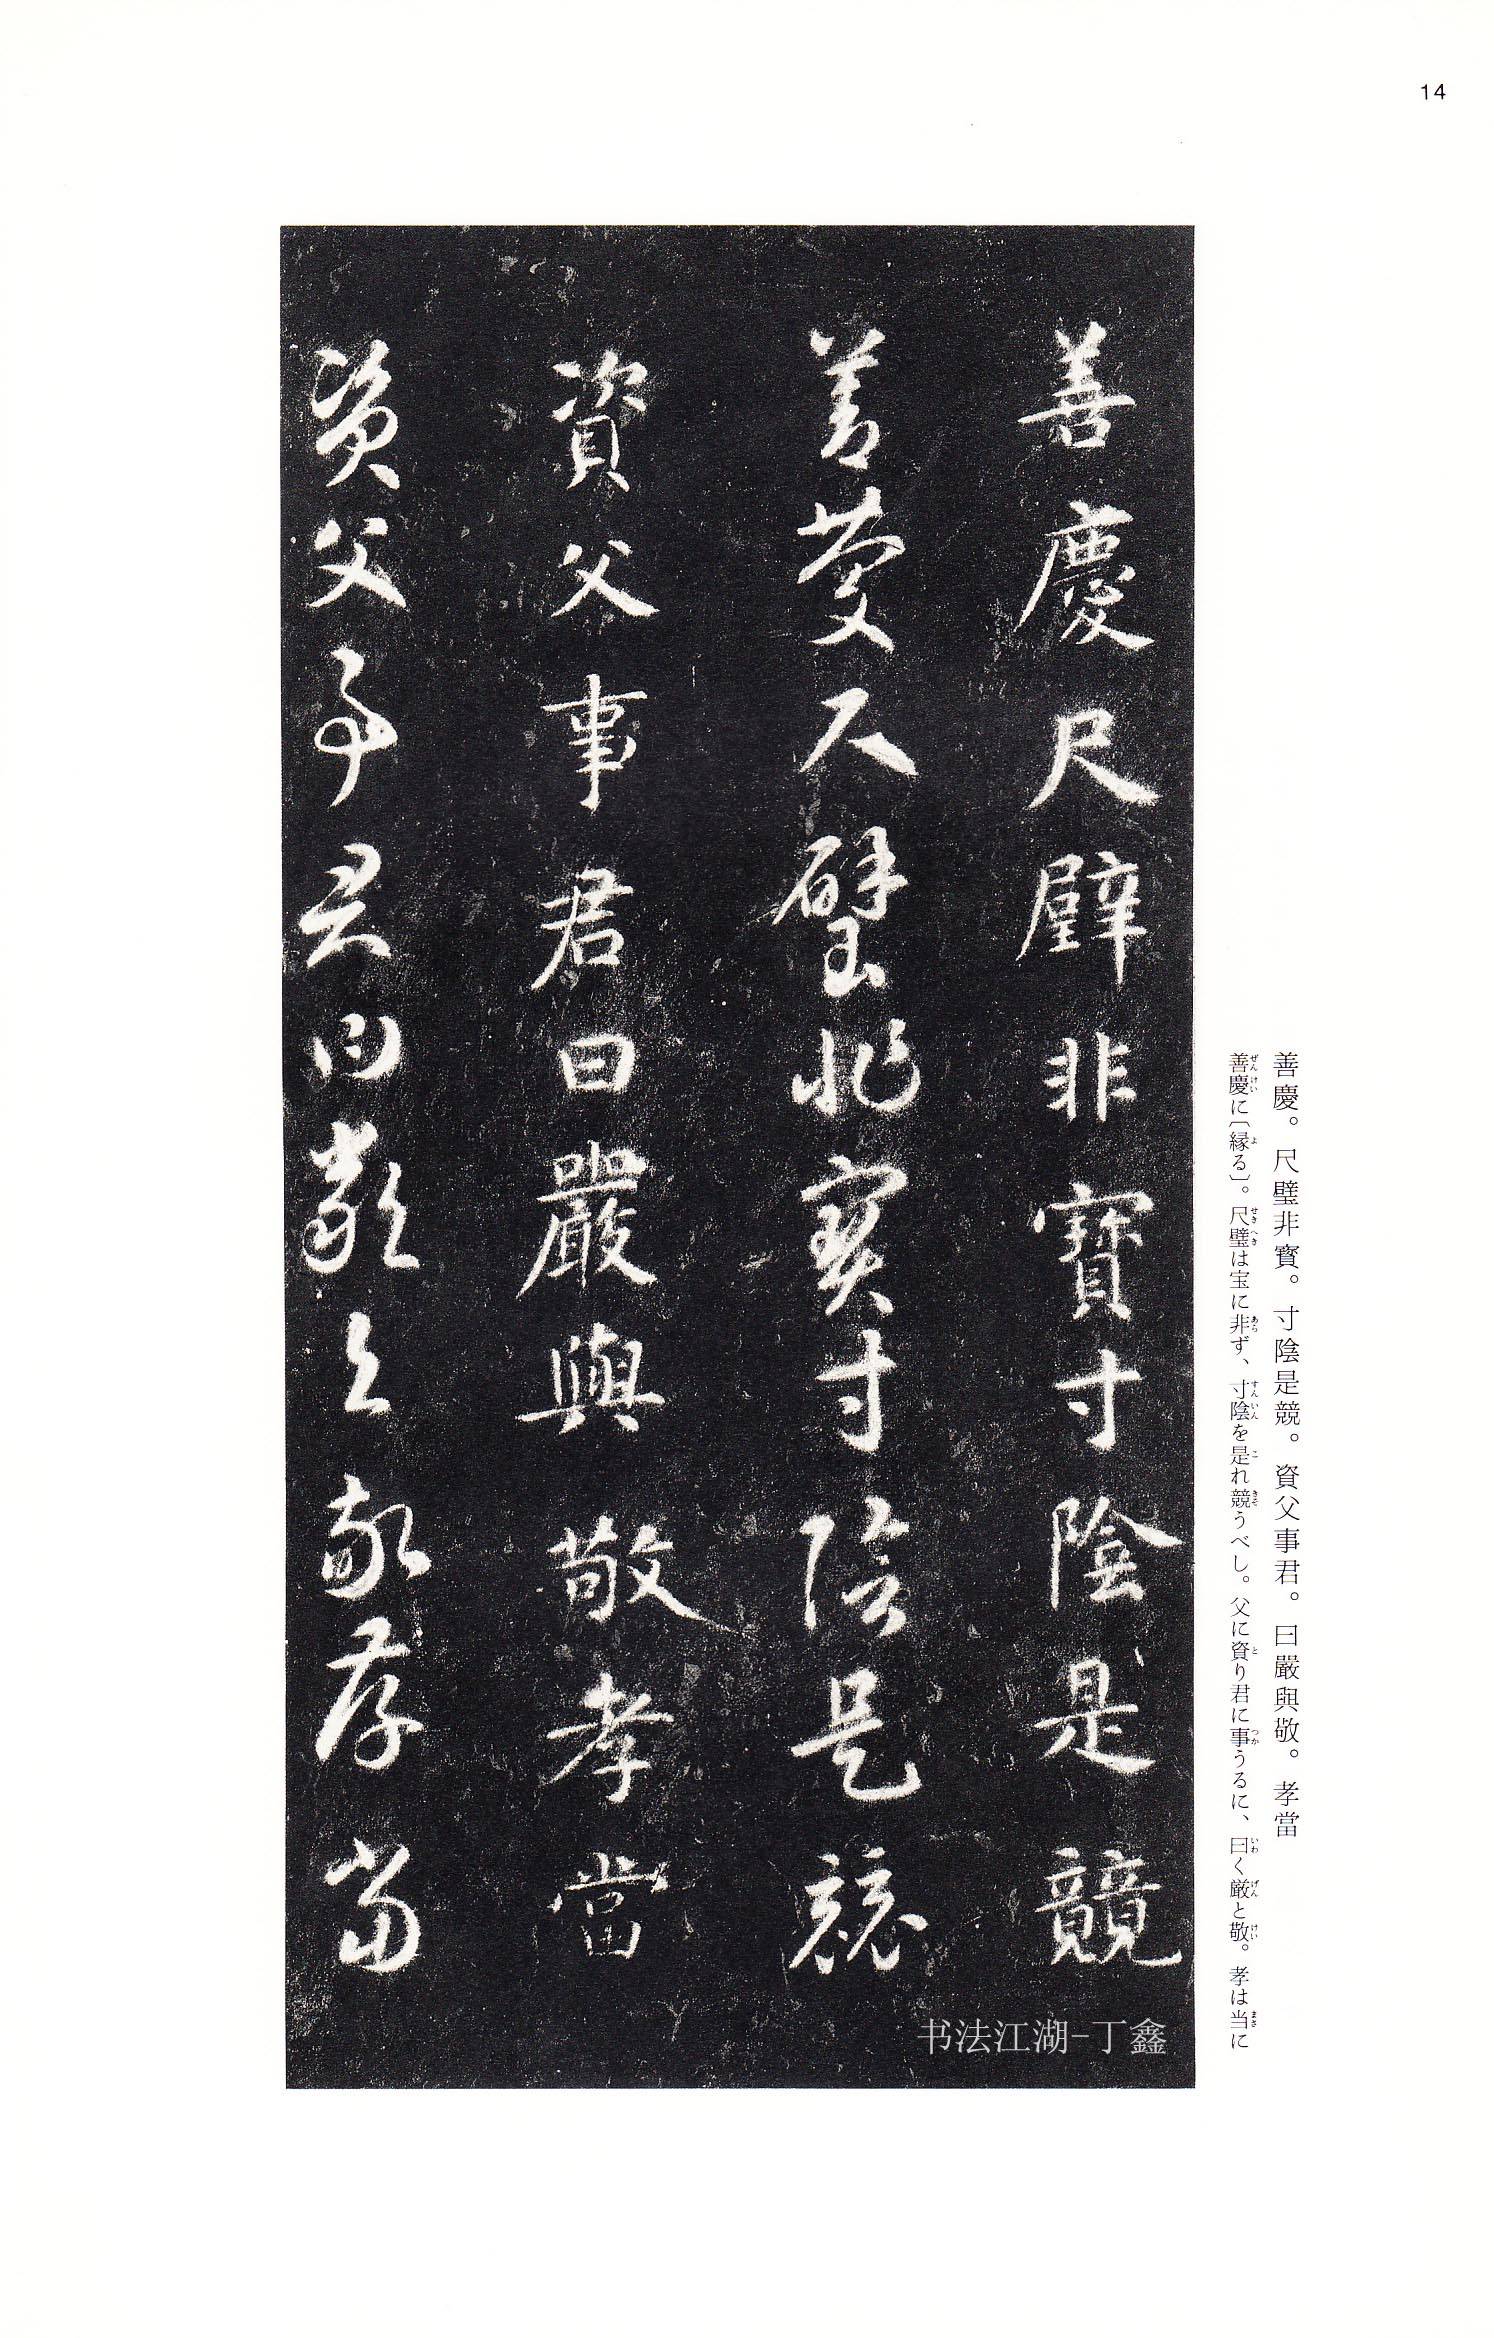 14
善慶。尺璧非寳。寸陰是競。資父事君。曰嚴與敬。孝當
善慶に〔縁る〕。尺璧は宝に非ず、寸陰を是れ競うべし。父に資り君に事うるに、曰く厳と敬。孝は当に
善慶尺璧非寶寸陰是競
善慶尺璧非寶寸陰是競
資父事君曰嚴與敬孝當
資父事君曰嚴与敬孝當
书法江湖-丁鑫